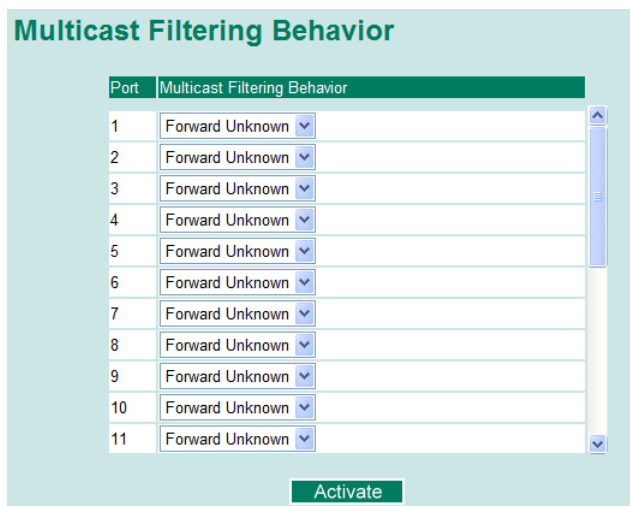 Multicast Filtering Behavior
Port Multicast Filtering Behavior
1 Forward Unknown
2 Forward Unknown
3 Forward Unknown
4 Forward Unknown
5 Forward Unknown
6 Forward Unknown
7 Forward Unknown
8 Forward Unknown
9 Forward Unknown
10 Forward Unknown
11 Forward Unknown
Activate